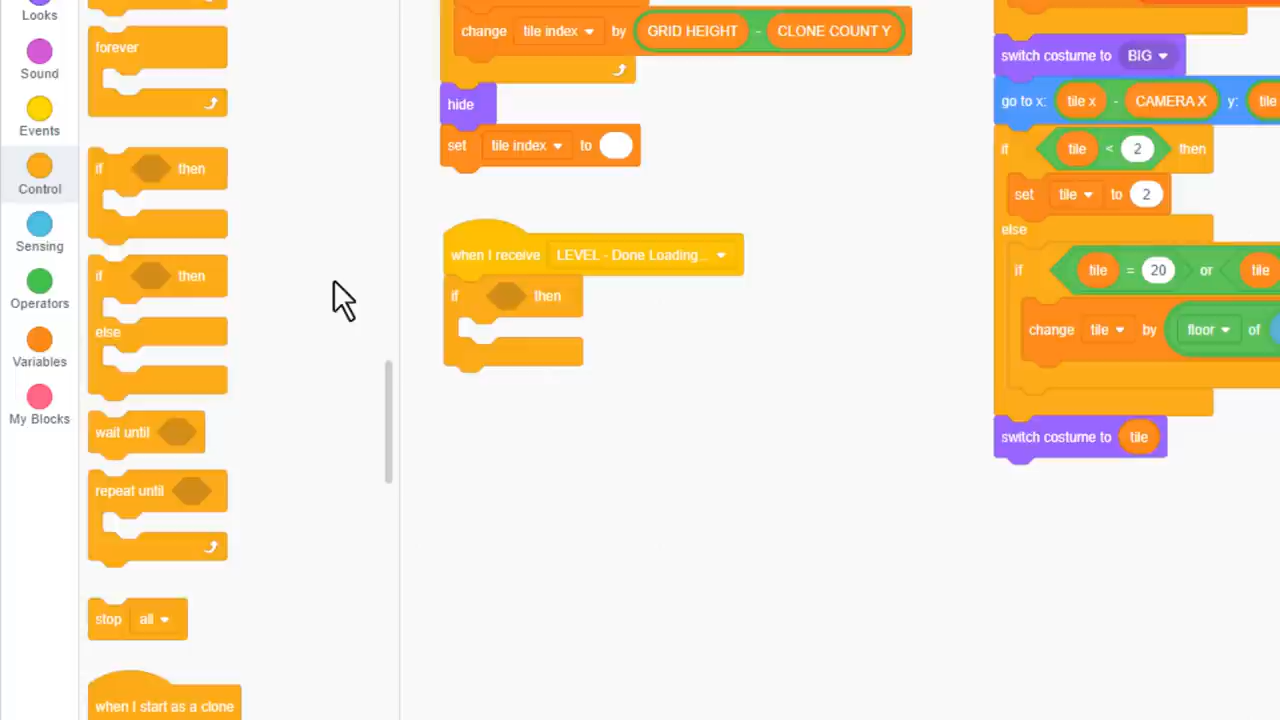 Looks
Sound
Events
Control
Sensing
Operators
Variables
My Blocks
forever
if then
if then
else
wait until
repeat until
stop all
when I start as a clone
change tile index by GRID HEIGHT - CLONE COUNT Y
hide
set tile index to
when I receive LEVEL - Done Loading...
if then
switch costume to BIG
go to x: tile x - CAMERA X y: tile
if tile < 2 then
set tile to 2
else
if tile = 20 or tile
change tile by floor of
switch costume to tile